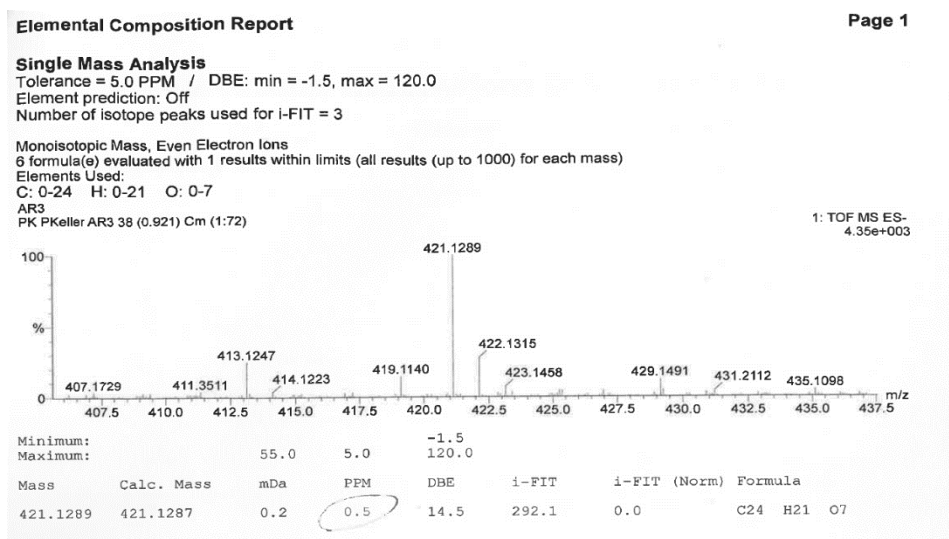 Elemental Composition Report
Page 1
Single Mass Analysis
Tolerance = 5.0 PPM / DBE: min = -1.5, max = 120.0
Element prediction: Off
Number of isotope peaks used for i-FIT = 3
Monoisotopic Mass, Even Electron Ions
6 formula(e) evaluated with 1 results within limits (all results (up to 1000) for each mass)
Elements Used:
C: 0-24 H: 0-21 O: 0-7
AR3
PK PKeller AR3 38 (0.921) Cm (1:72)
1: TOF MS ES-
4.35e+003
421.1289
100
%
422.1315
413.1247
419.1140
423.1458
429.1491
407.1729
411.3511
414.1223
431.2112
435.1098
0
m/z
407.5 410.0 412.5 415.0 417.5 420.0 422.5 425.0 427.5 430.0 432.5 435.0 437.5
Minimum: -1.5
Maximum: 55.0 5.0 120.0
Mass Calc. Mass mDa PPM DBE i-FIT i-FIT (Norm) Formula
421.1289 421.1287 0.2 0.5 14.5 292.1 0.0 C24 H21 O7